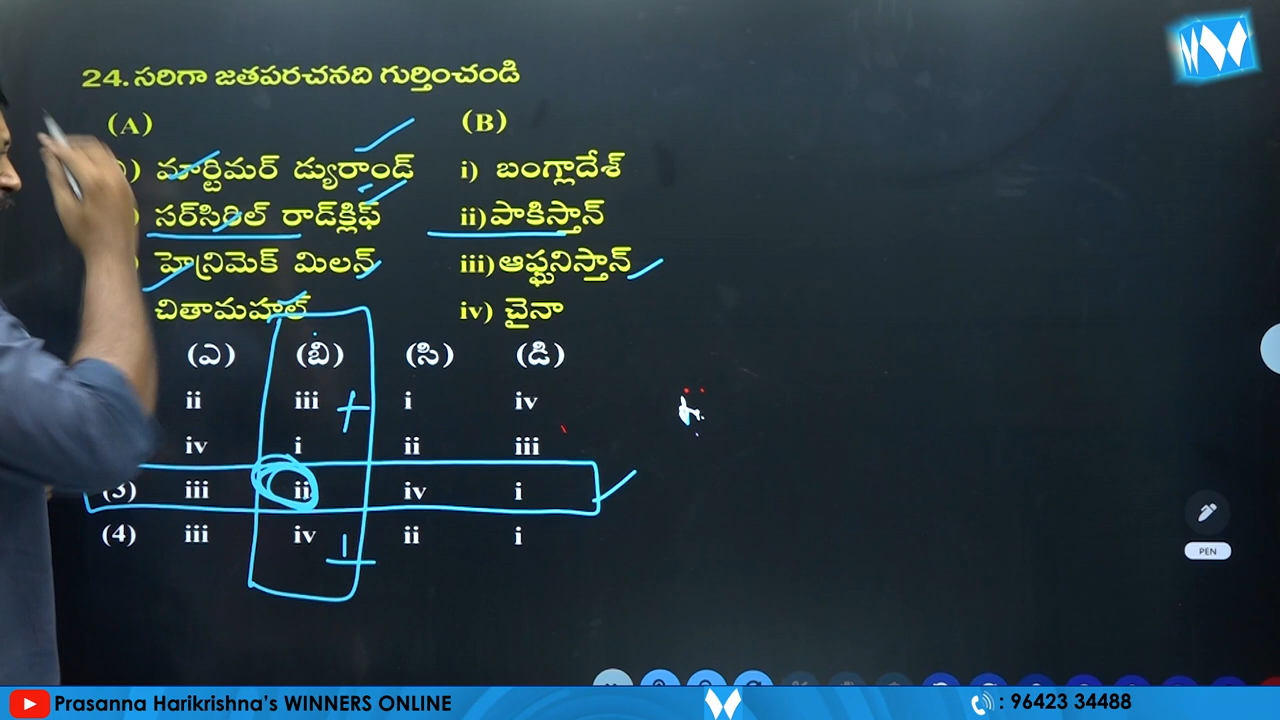 24. సరిగా జతపరచనది గుర్తించండి
(A) (B)
మార్టిమర్ డ్యురాండ్ i) బంగ్లాదేశ్
సర్‌సిరిల్ రాడ్‌క్లిఫ్ ii) పాకిస్తాన్
హెన్రిమెక్ మిలన్ iii) ఆఫ్ఘనిస్తాన్
చితామహల్ iv) చైనా
(ఎ) (బి) (సి) (డి)
ii iii i iv
iv i ii iii
(3) iii ii iv i
(4) iii iv ii i
PEN
W
Prasanna Harikrishna's WINNERS ONLINE : 96423 34488